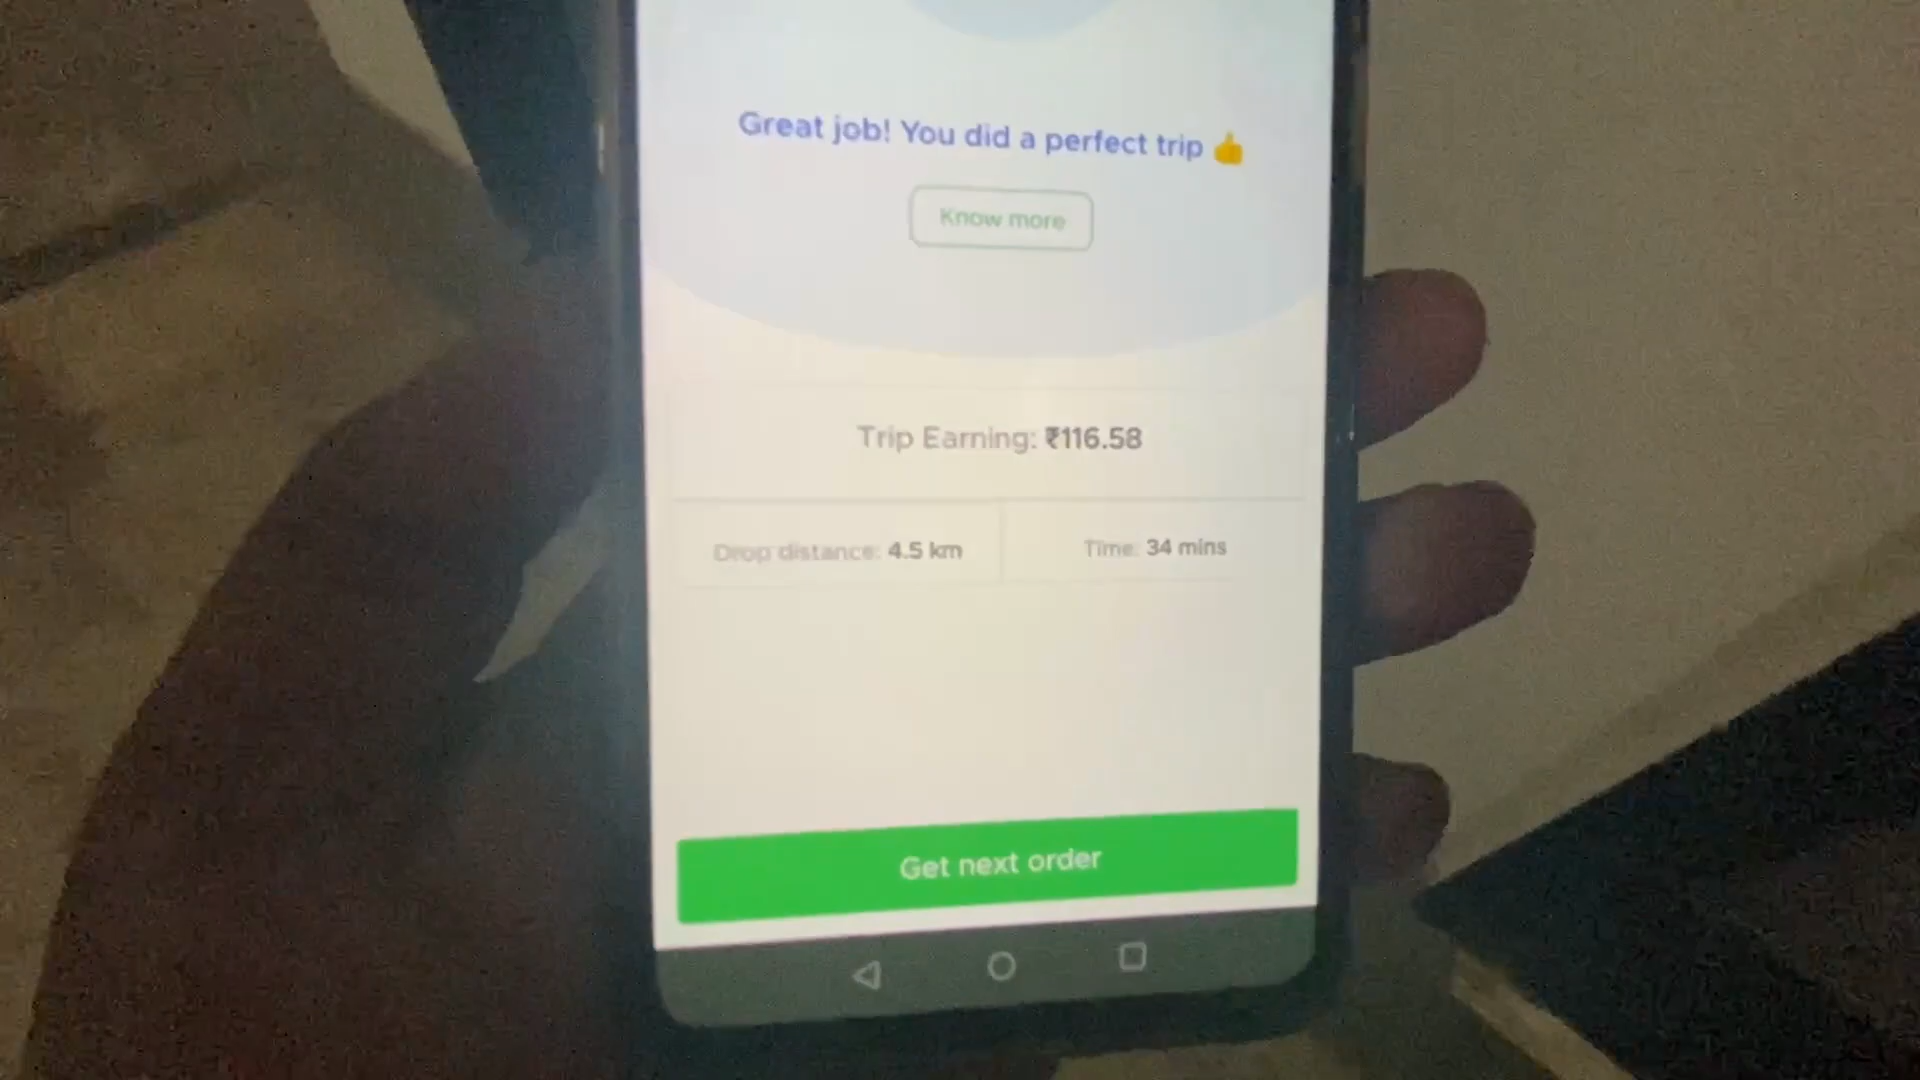 Great job! You did a perfect trip 👍
Know more
Trip Earning: ₹116.58
Drop distance: 4.5 km
Time: 34 mins
Get next order